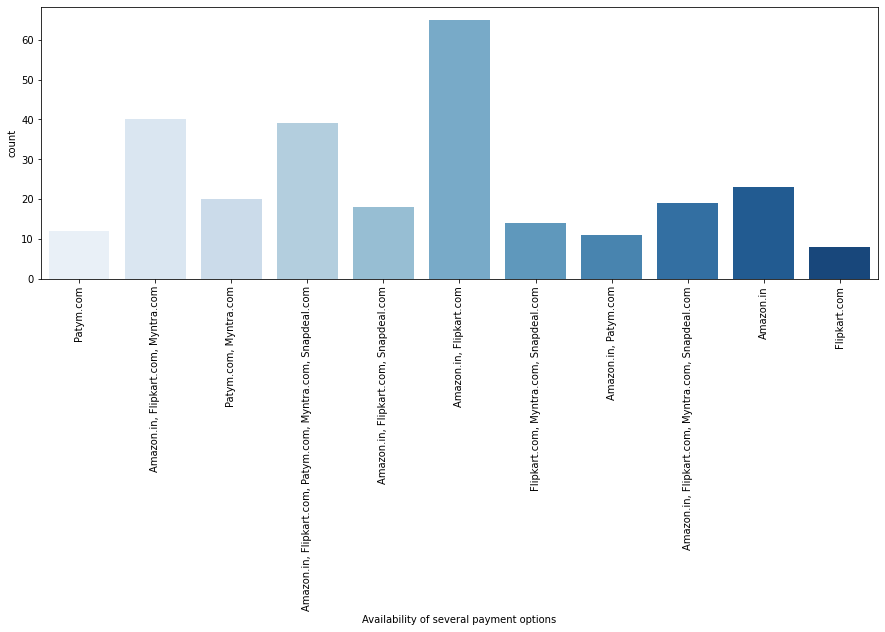 count
60
50
40
30
20
10
0
Patym.com
Amazon.in, Flipkart.com, Myntra.com
Patym.com, Myntra.com
Amazon.in, Flipkart.com, Patym.com, Myntra.com, Snapdeal.com
Amazon.in, Flipkart.com, Snapdeal.com
Amazon.in, Flipkart.com
Flipkart.com, Myntra.com, Snapdeal.com
Amazon.in, Patym.com
Amazon.in, Flipkart.com, Myntra.com, Snapdeal.com
Amazon.in
Flipkart.com
Availability of several payment options